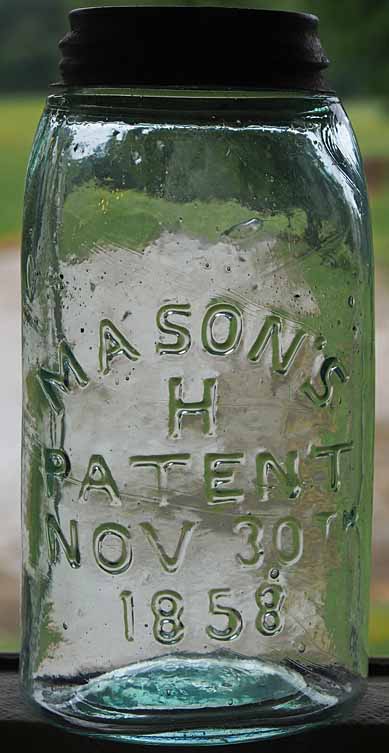 MASON'S
H
PATENT
NOV 30TH
1858